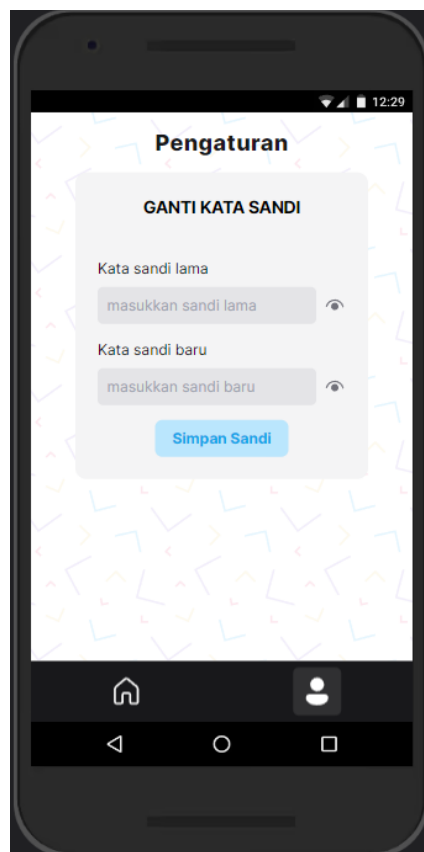 12:29
Pengaturan
GANTI KATA SANDI
Kata sandi lama
masukkan sandi lama
Kata sandi baru
masukkan sandi baru
Simpan Sandi